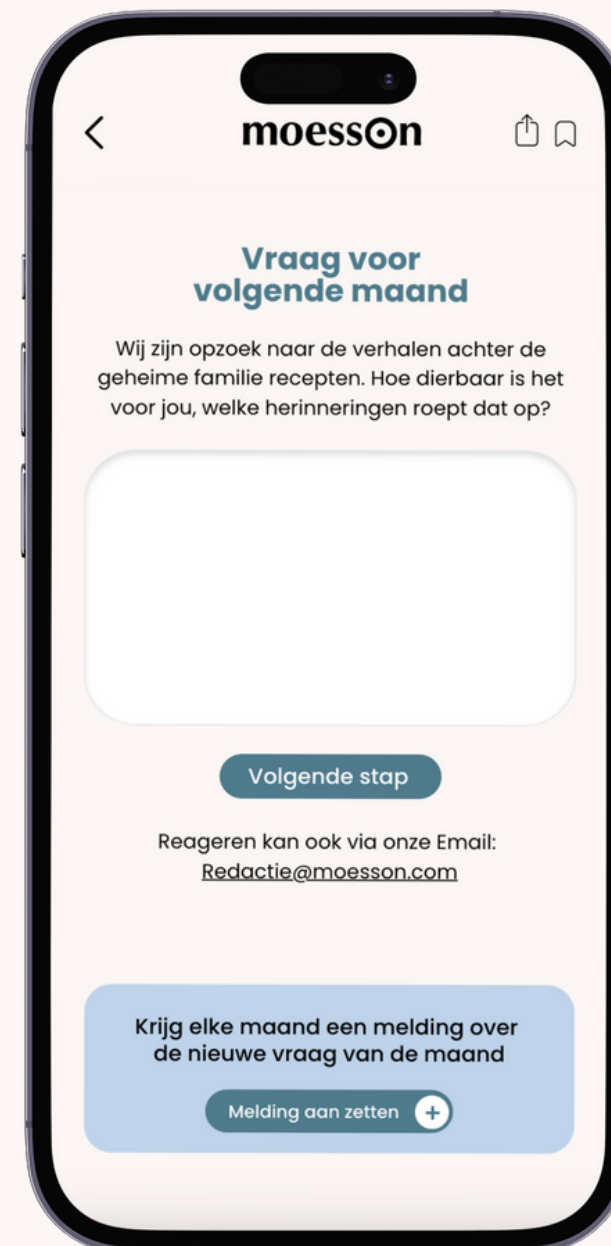 moesson
Vraag voor
volgende maand
Wij zijn opzoek naar de verhalen achter de
geheime familie recepten. Hoe dierbaar is het
voor jou, welke herinneringen roept dat op?
Volgende stap
Reageren kan ook via onze Email:
Redactie@moesson.com
Krijg elke maand een melding over
de nieuwe vraag van de maand
Melding aan zetten +